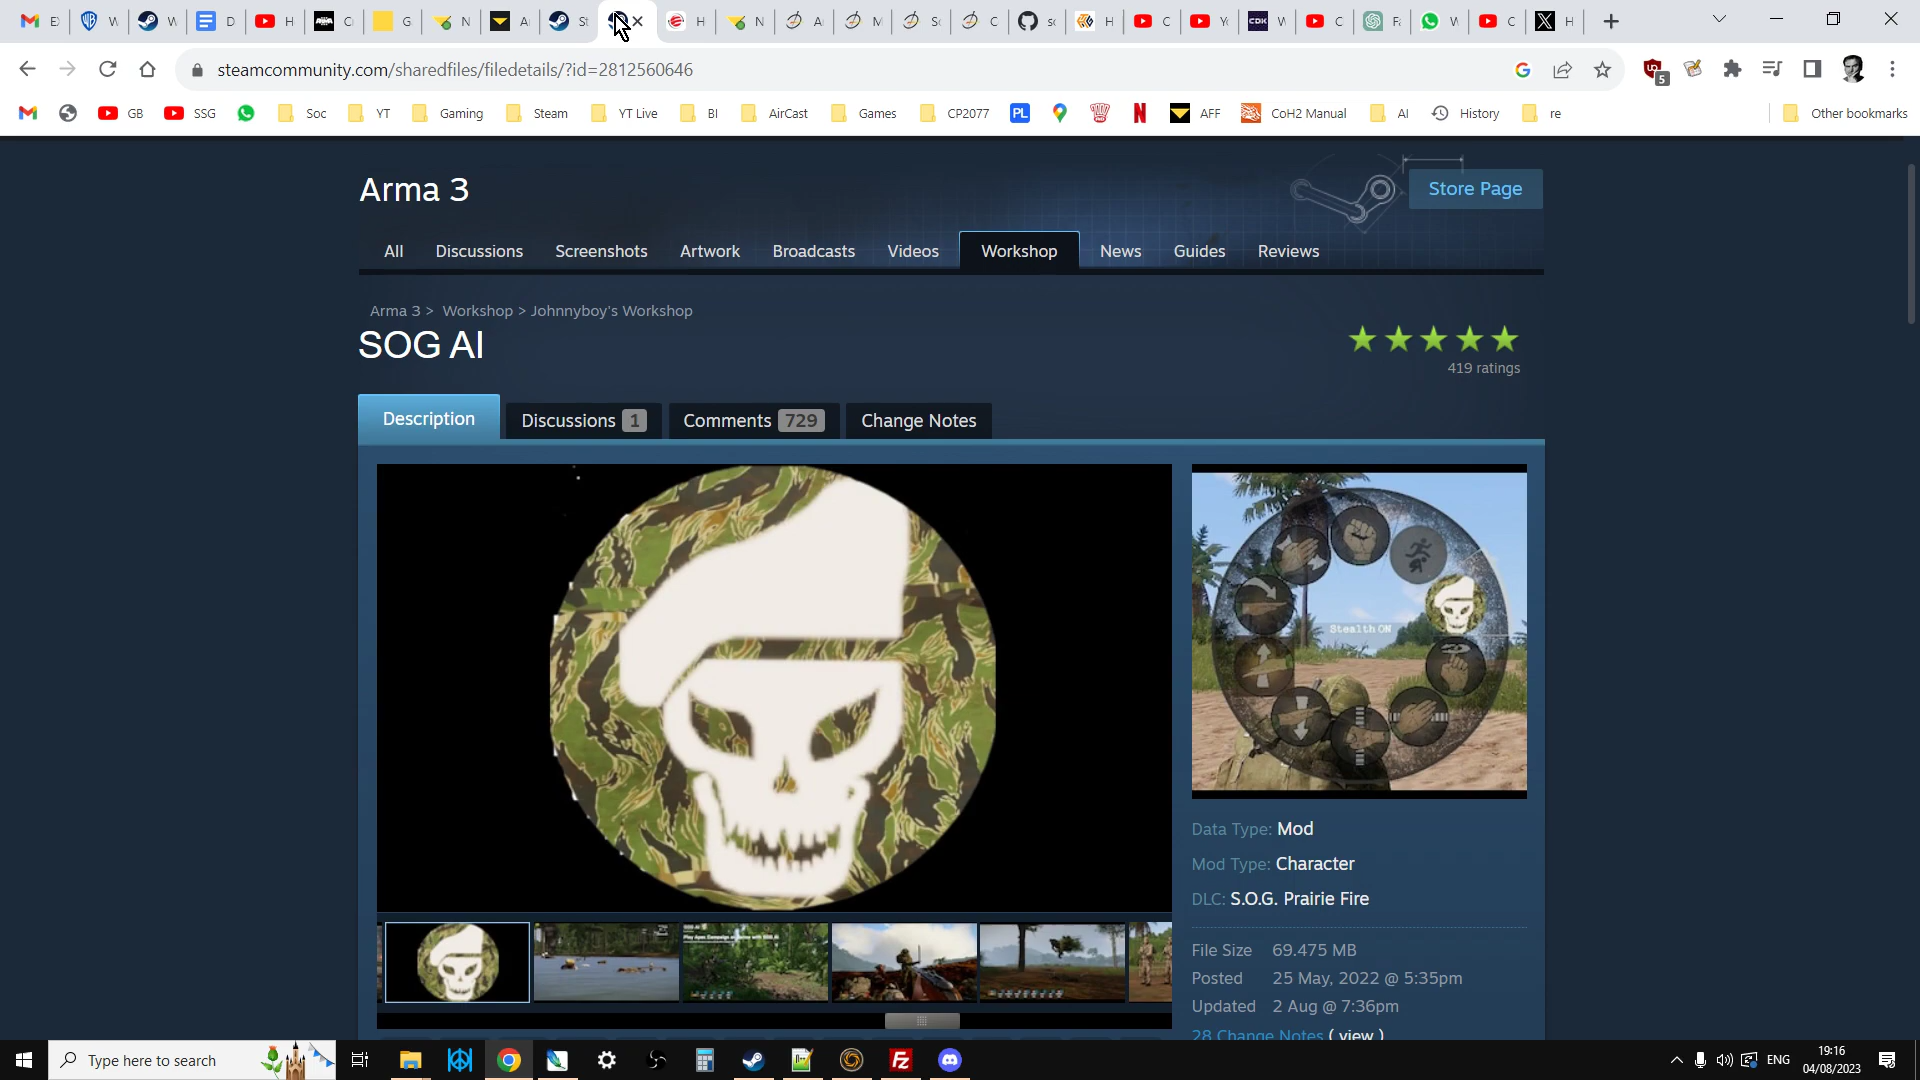 E
W
W
D
H
C
G
N
A
St
H
N
A
M
S
C
sc
H
C
Y
CDK
W
C
F
W
C
X
H
steamcommunity.com/sharedfiles/filedetails/?id=2812560646
5
GB
SSG
Soc
YT
Gaming
Steam
YT Live
BI
AirCast
Games
CP2077
PL
N
AFF
CoH2 Manual
AI
History
re
Other bookmarks
Arma 3
Store Page
All Discussions Screenshots Artwork Broadcasts Videos Workshop News Guides Reviews
Arma 3 > Workshop > Johnnyboy's Workshop
SOG AI
419 ratings
Description Discussions 1 Comments 729 Change Notes
Stealth ON
Data Type: Mod
Mod Type: Character
DLC: S.O.G. Prairie Fire
File Size 69.475 MB
Posted 25 May, 2022 @ 5:35pm
Updated 2 Aug @ 7:36pm
28 Change Notes ( view )
Type here to search
ENG
19:16
04/08/2023